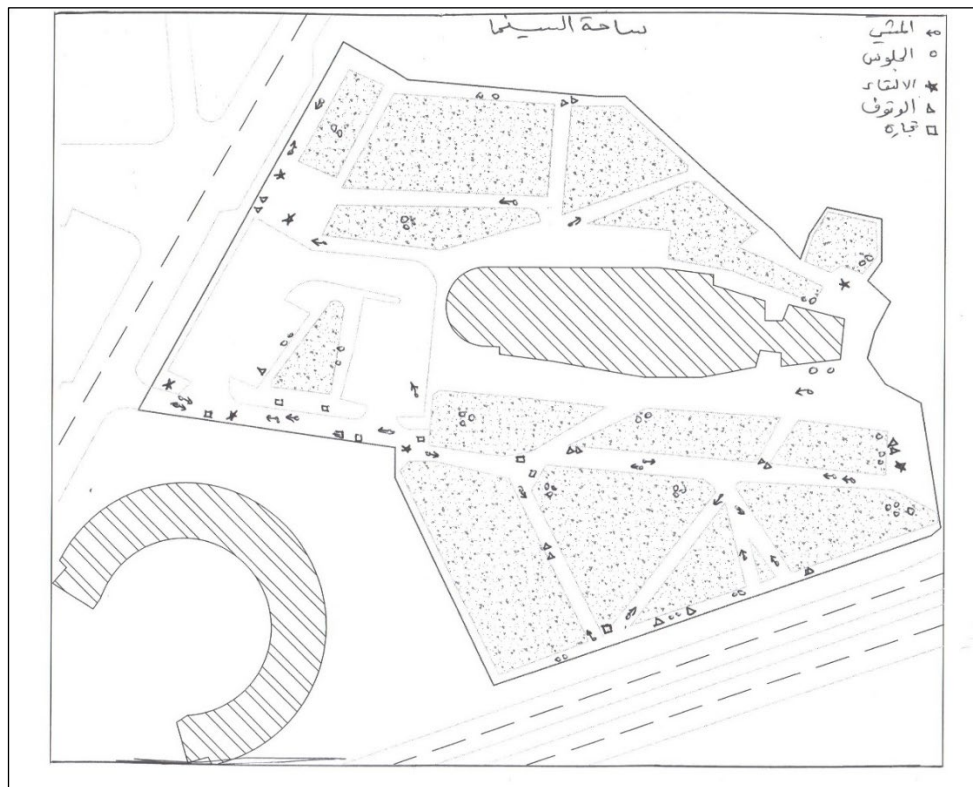 ساحة السينما
المشي
الجلوس
الالتقاء
الوقوف
تجارة